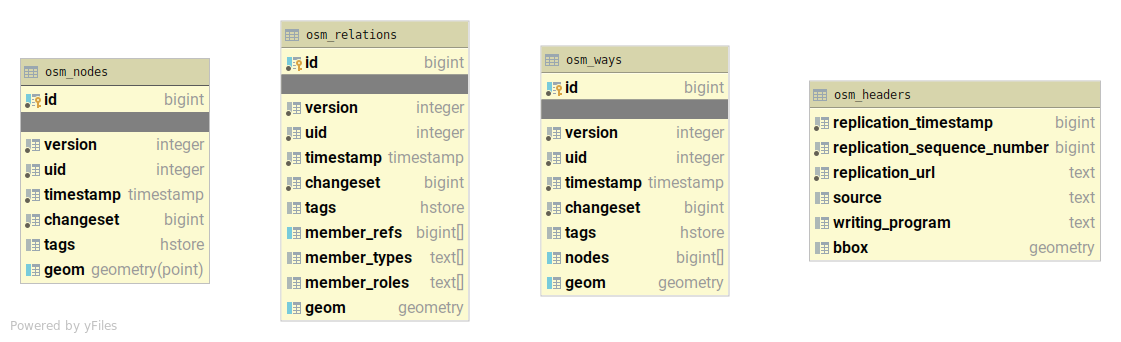 osm_nodes
id bigint
version integer
uid integer
timestamp timestamp
changeset bigint
tags hstore
geom geometry(point)
osm_relations
id bigint
version integer
uid integer
timestamp timestamp
changeset bigint
tags hstore
member_refs bigint[]
member_types text[]
member_roles text[]
geom geometry
osm_ways
id bigint
version integer
uid integer
timestamp timestamp
changeset bigint
tags hstore
nodes bigint[]
geom geometry
osm_headers
replication_timestamp bigint
replication_sequence_number bigint
replication_url text
source text
writing_program text
bbox geometry
Powered by yFiles